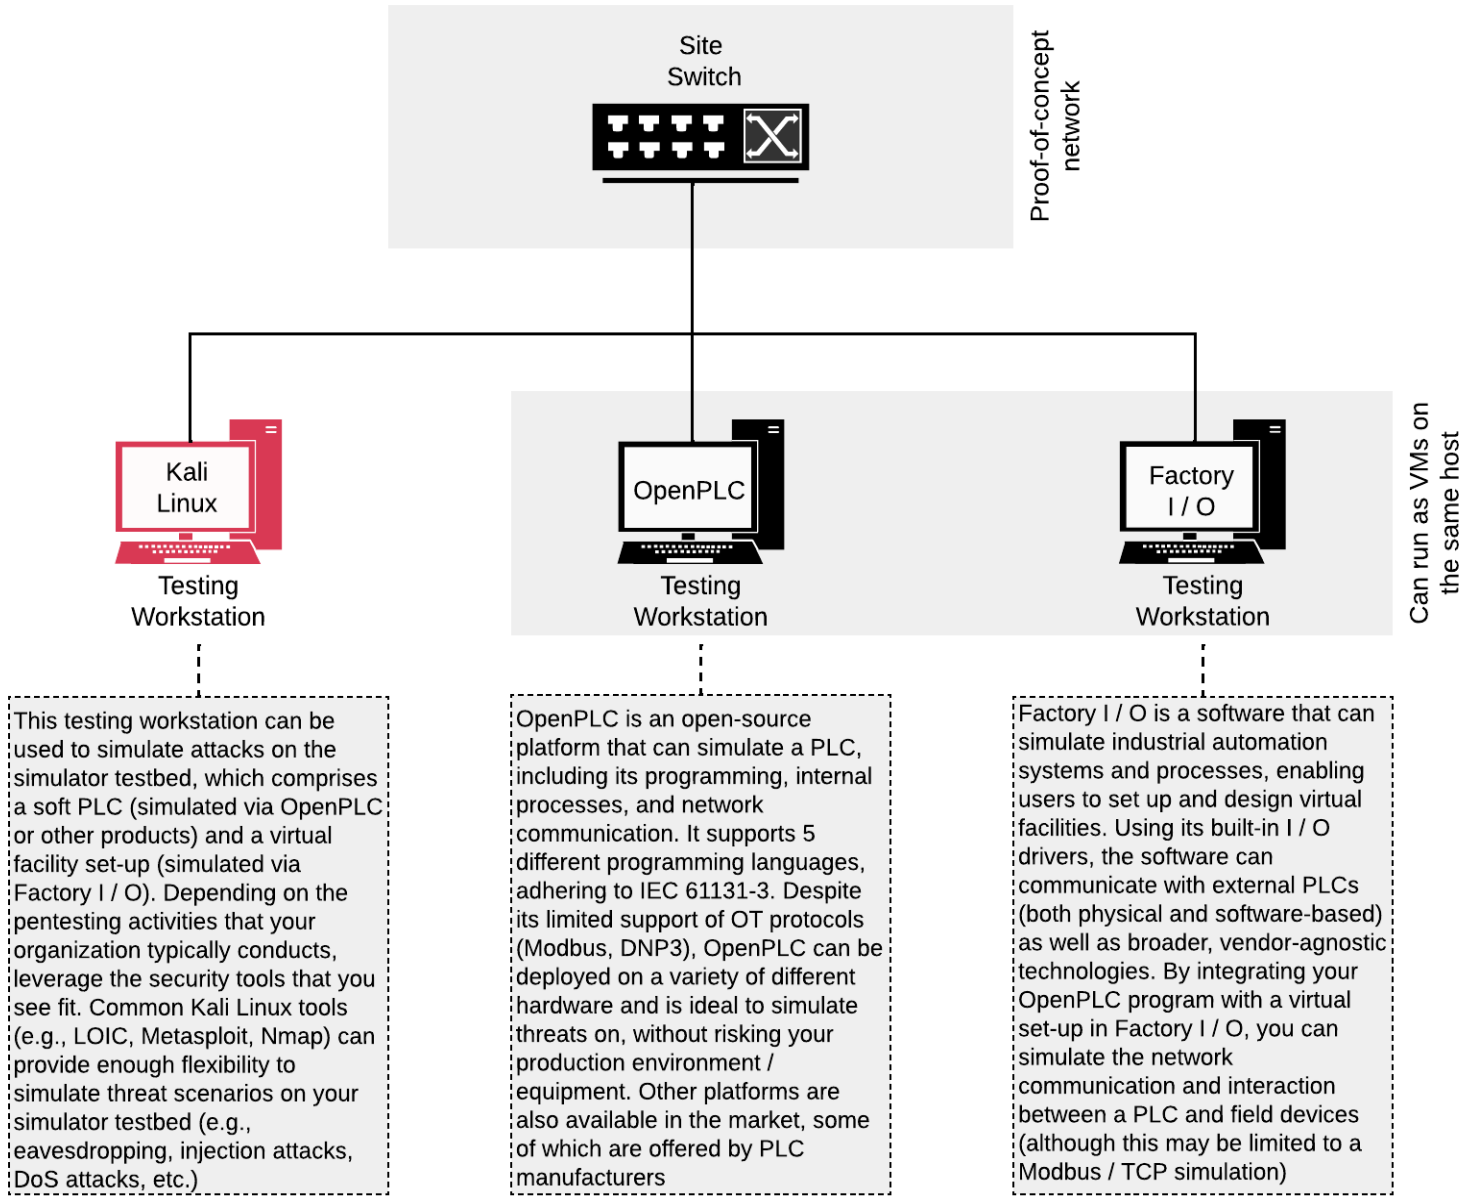 Site
Switch
Proof-of-concept
network
Kali
Linux
Testing
Workstation
OpenPLC
Testing
Workstation
Factory
I / O
Testing
Workstation
Can run as VMs on
the same host
This testing workstation can be
used to simulate attacks on the
simulator testbed, which comprises
a soft PLC (simulated via OpenPLC
or other products) and a virtual
facility set-up (simulated via
Factory I / O). Depending on the
pentesting activities that your
organization typically conducts,
leverage the security tools that you
see fit. Common Kali Linux tools
(e.g., LOIC, Metasploit, Nmap) can
provide enough flexibility to
simulate threat scenarios on your
simulator testbed (e.g.,
eavesdropping, injection attacks,
DoS attacks, etc.)
OpenPLC is an open-source
platform that can simulate a PLC,
including its programming, internal
processes, and network
communication. It supports 5
different programming languages,
adhering to IEC 61131-3. Despite
its limited support of OT protocols
(Modbus, DNP3), OpenPLC can be
deployed on a variety of different
hardware and is ideal to simulate
threats on, without risking your
production environment /
equipment. Other platforms are
also available in the market, some
of which are offered by PLC
manufacturers
Factory I / O is a software that can
simulate industrial automation
systems and processes, enabling
users to set up and design virtual
facilities. Using its built-in I / O
drivers, the software can
communicate with external PLCs
(both physical and software-based)
as well as broader, vendor-agnostic
technologies. By integrating your
OpenPLC program with a virtual
set-up in Factory I / O, you can
simulate the network
communication and interaction
between a PLC and field devices
(although this may be limited to a
Modbus / TCP simulation)